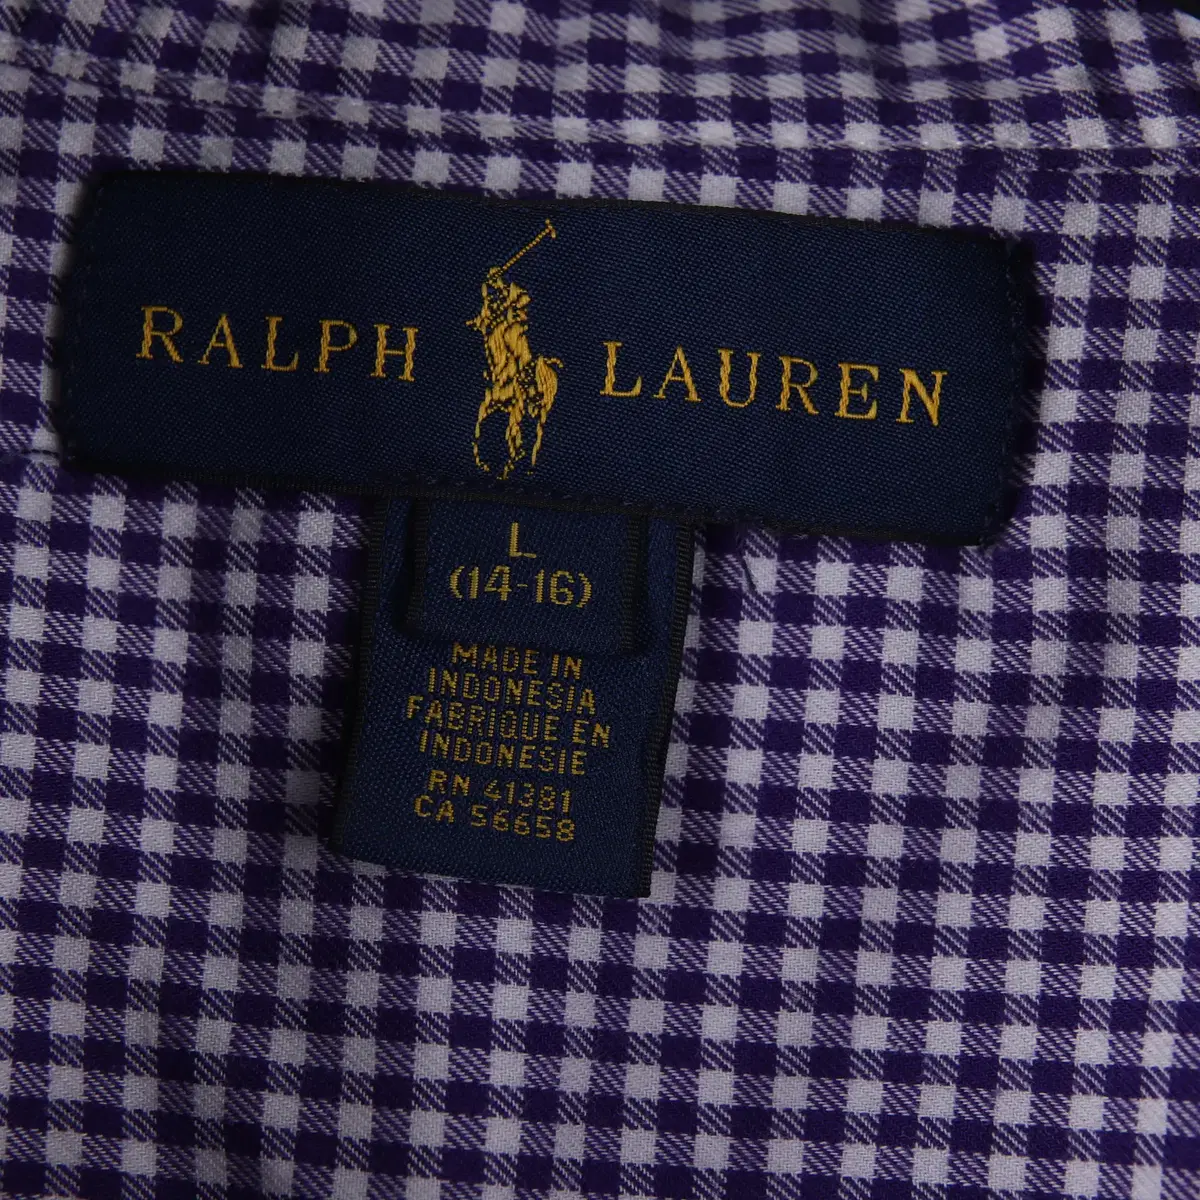 RALPH LAUREN
L
(14-16)
MADE IN
INDONESIA
FABRIQUE EN
INDONESIE
RN 41381
CA 56658